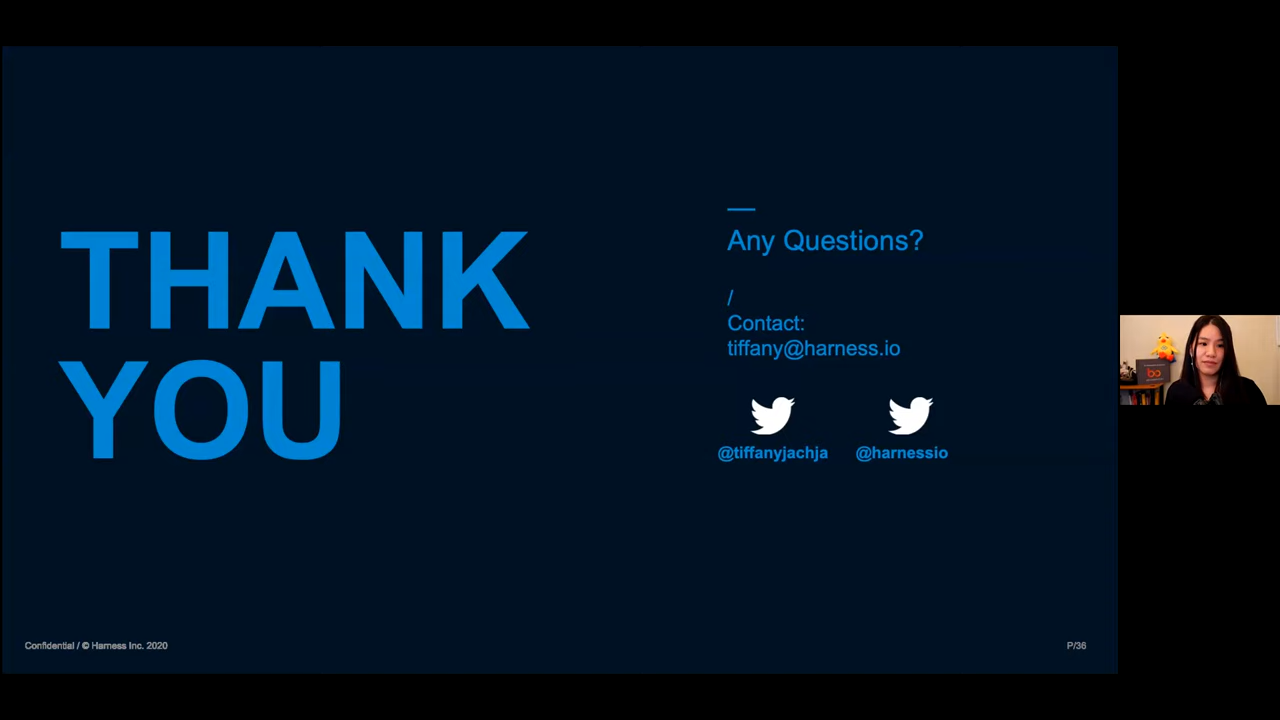 THANK
YOU
Any Questions?
/
Contact:
tiffany@harness.io
@tiffanyjachja
@harnessio
Confidential / © Harness Inc. 2020
P/36